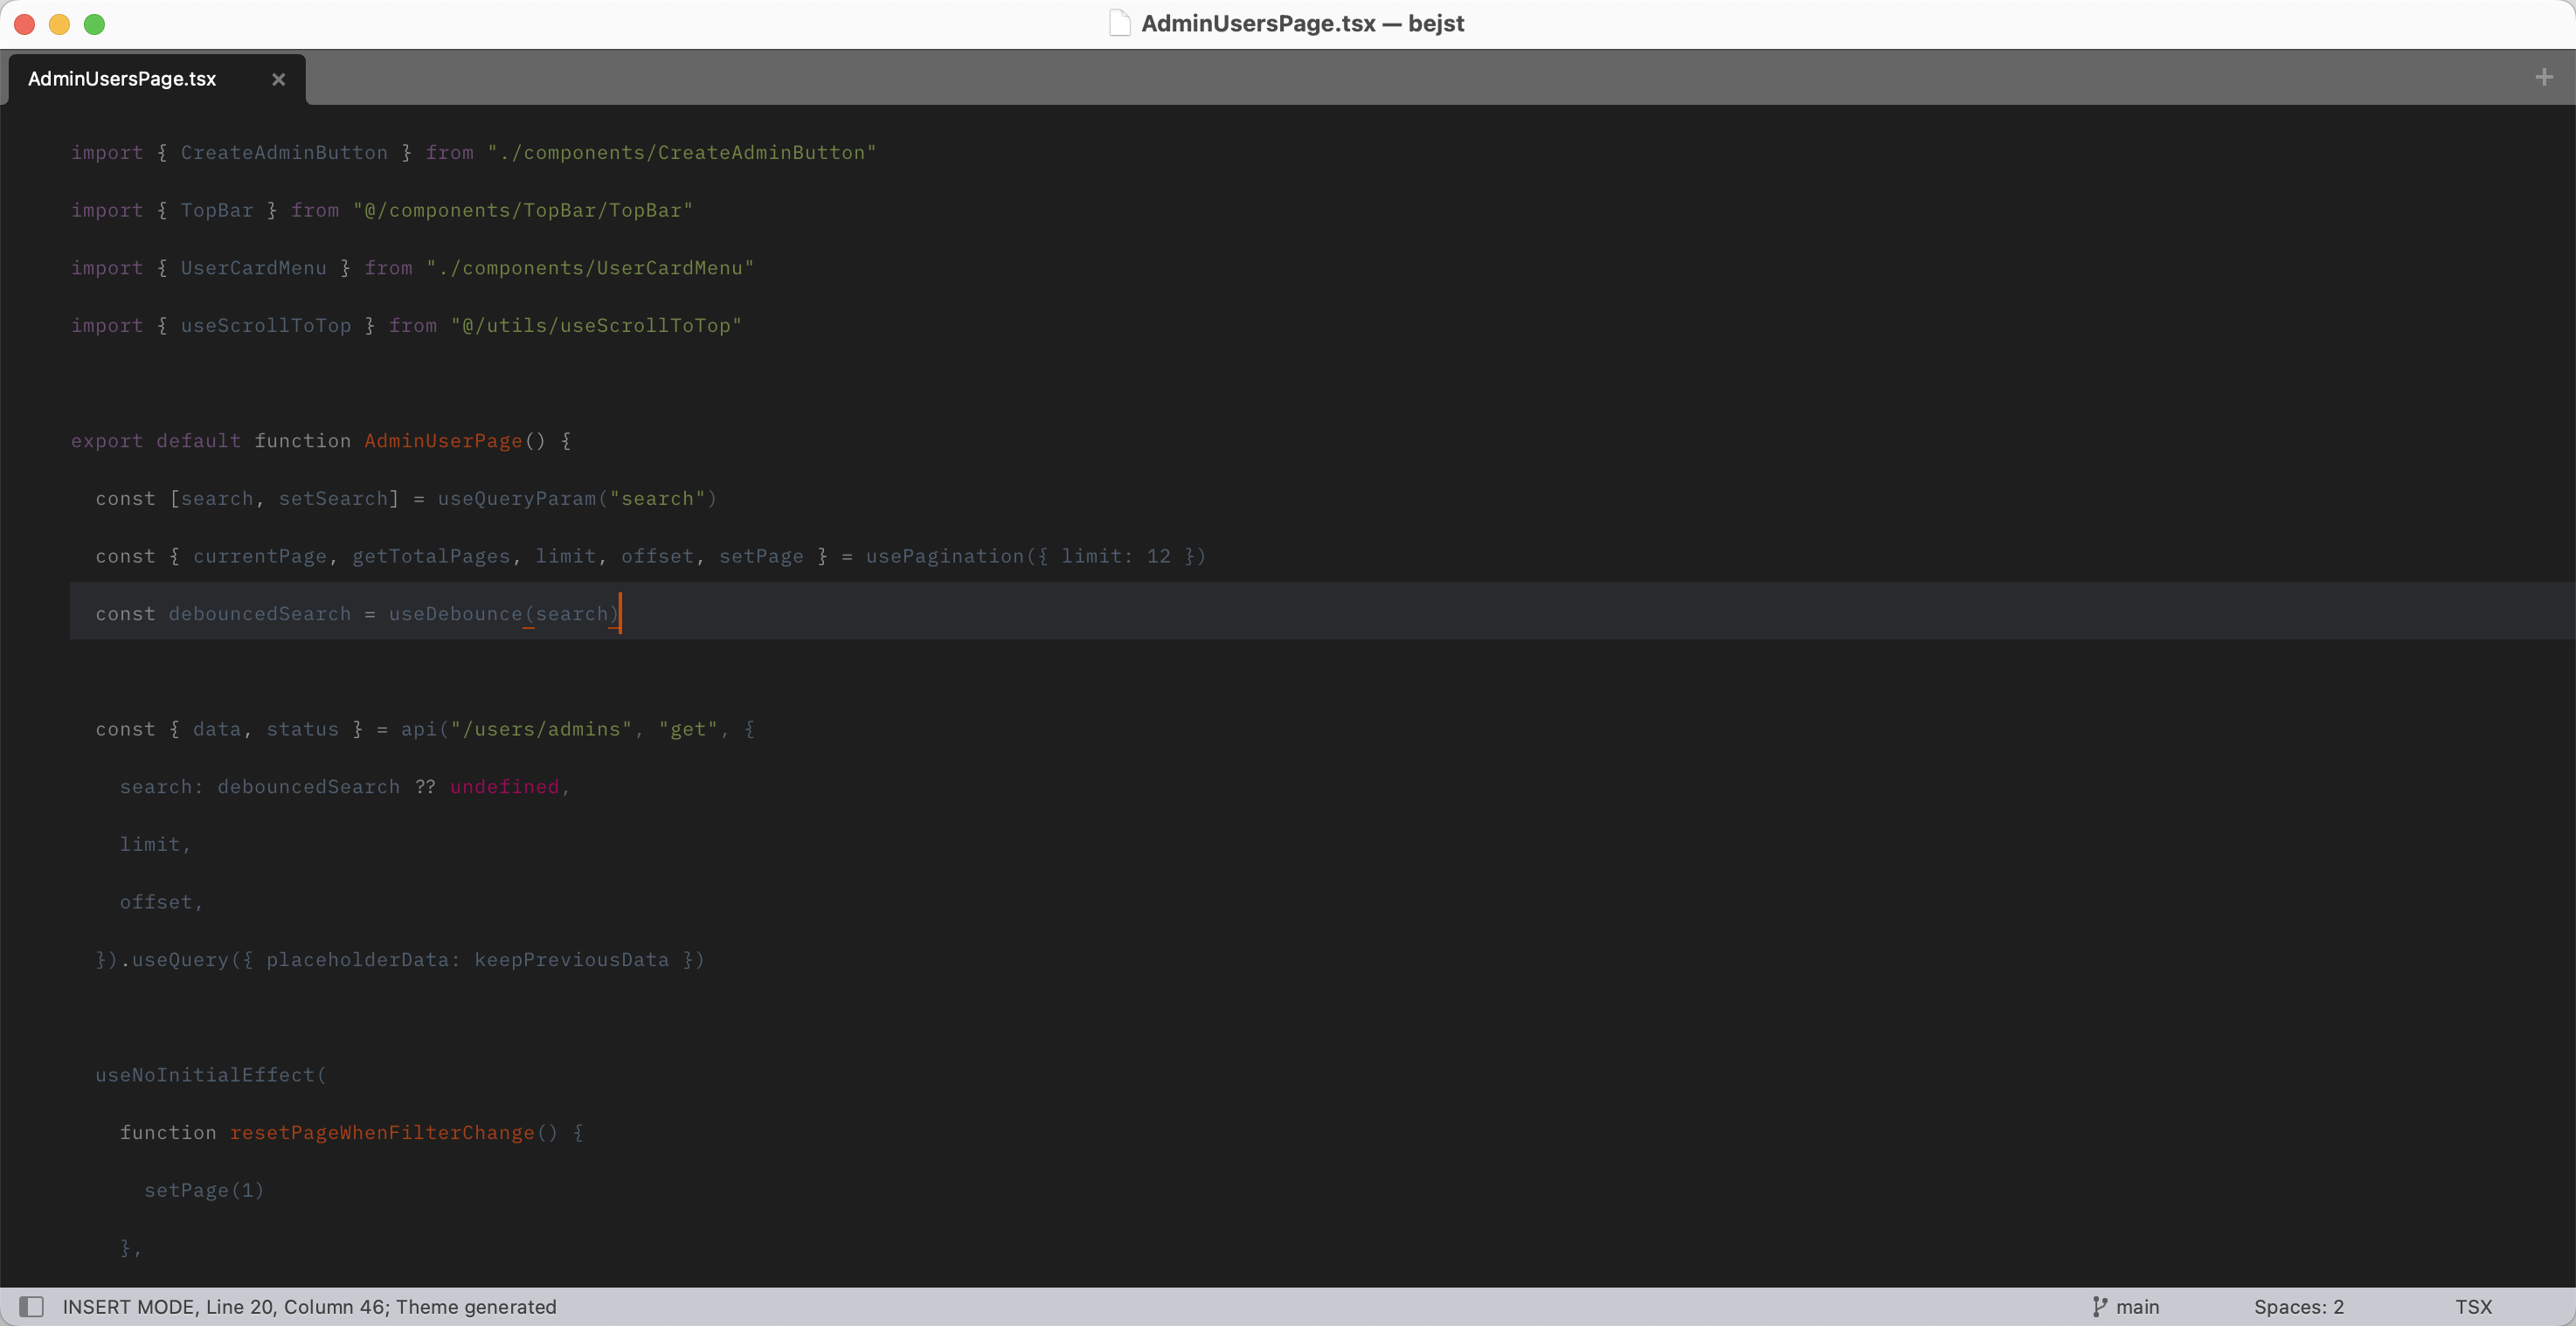 AdminUsersPage.tsx — bejst
AdminUsersPage.tsx
import { CreateAdminButton } from "./components/CreateAdminButton"
import { TopBar } from "@/components/TopBar/TopBar"
import { UserCardMenu } from "./components/UserCardMenu"
import { useScrollToTop } from "@/utils/useScrollToTop"
export default function AdminUserPage() {
const [search, setSearch] = useQueryParam("search")
const { currentPage, getTotalPages, limit, offset, setPage } = usePagination({ limit: 12 })
const debouncedSearch = useDebounce(search)
const { data, status } = api("/users/admins", "get", {
search: debouncedSearch ?? undefined,
limit,
offset,
}).useQuery({ placeholderData: keepPreviousData })
useNoInitialEffect(
function resetPageWhenFilterChange() {
setPage(1)
},
INSERT MODE, Line 20, Column 46; Theme generated
main
Spaces: 2
TSX